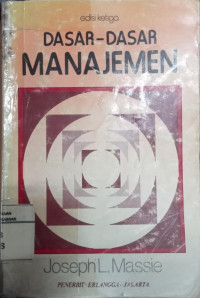 edisi ketiga
DASAR-DASAR
MANAJEMEN
Joseph L. Massie
PENERBIT ERLANGGA - JAKARTA